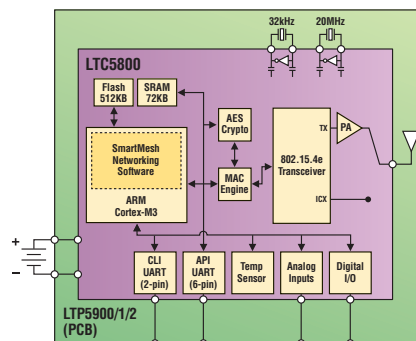 32kHz
20MHz
LTC5800
Flash
512KB
SRAM
72KB
AES
Crypto
TX
PA
SmartMesh
Networking
Software
802.15.4e
Transceiver
MAC
Engine
ARM
Cortex-M3
ICX
+
–
CLI
UART
(2-pin)
API
UART
(6-pin)
Temp
Sensor
Analog
Inputs
Digital
I/O
LTP5900/1/2
(PCB)